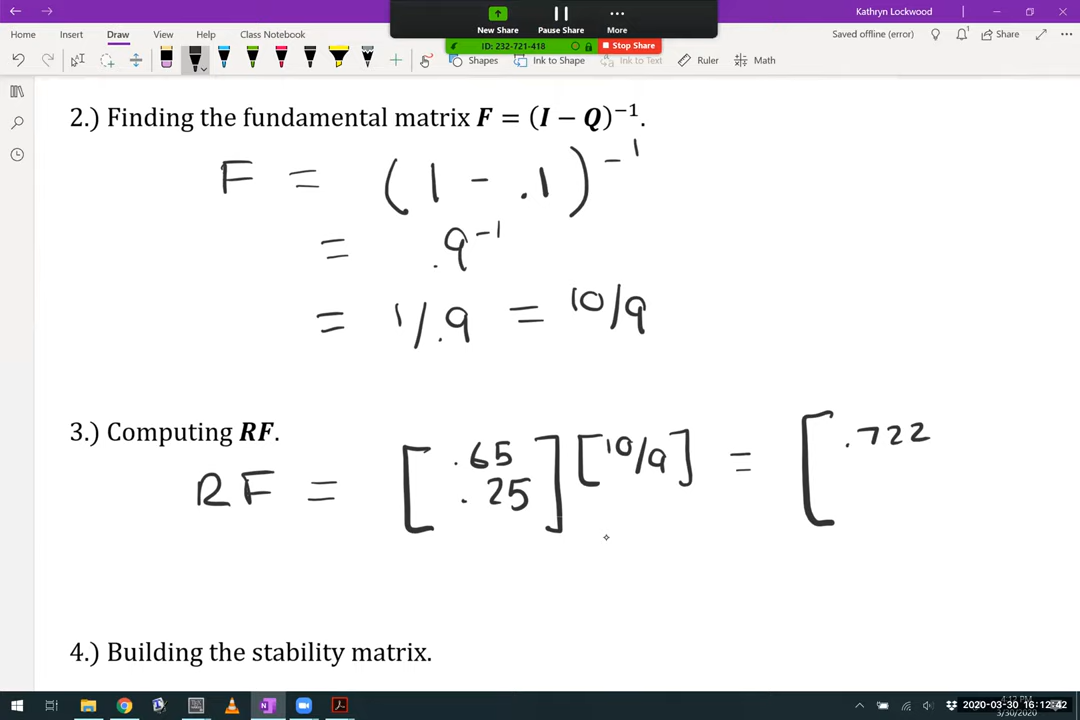 Kathryn Lockwood
New Share Pause Share More
Home Insert Draw View Help Class Notebook
ID: 232-721-418 Stop Share
Saved offline (error) Share
Shapes Ink to Shape Ink to Text Ruler Math
2.) Finding the fundamental matrix F = (I − Q)⁻¹.
F = (1 - .1)⁻¹
= .9⁻¹
= 1/.9 = 10/9
3.) Computing RF.
RF = [.65 .25] [10/9] = [.722
4.) Building the stability matrix.
2020-03-30 16:12:42